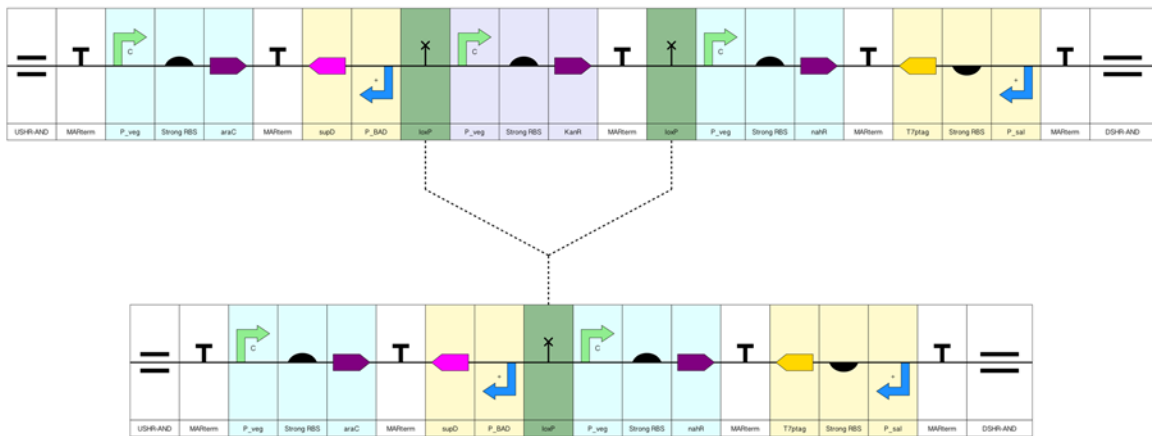 C C C
+ +
USHR-AND MARterm P_veg Strong RBS araC MARterm supD P_BAD loxP P_veg Strong RBS KanR MARterm loxP P_veg Strong RBS nahR MARterm T7ptag Strong RBS P_sal MARterm DSHR-AND
C C
+ +
USHR-AND MARterm P_veg Strong RBS araC MARterm supD P_BAD loxP P_veg Strong RBS nahR MARterm T7ptag Strong RBS P_sal MARterm DSHR-AND